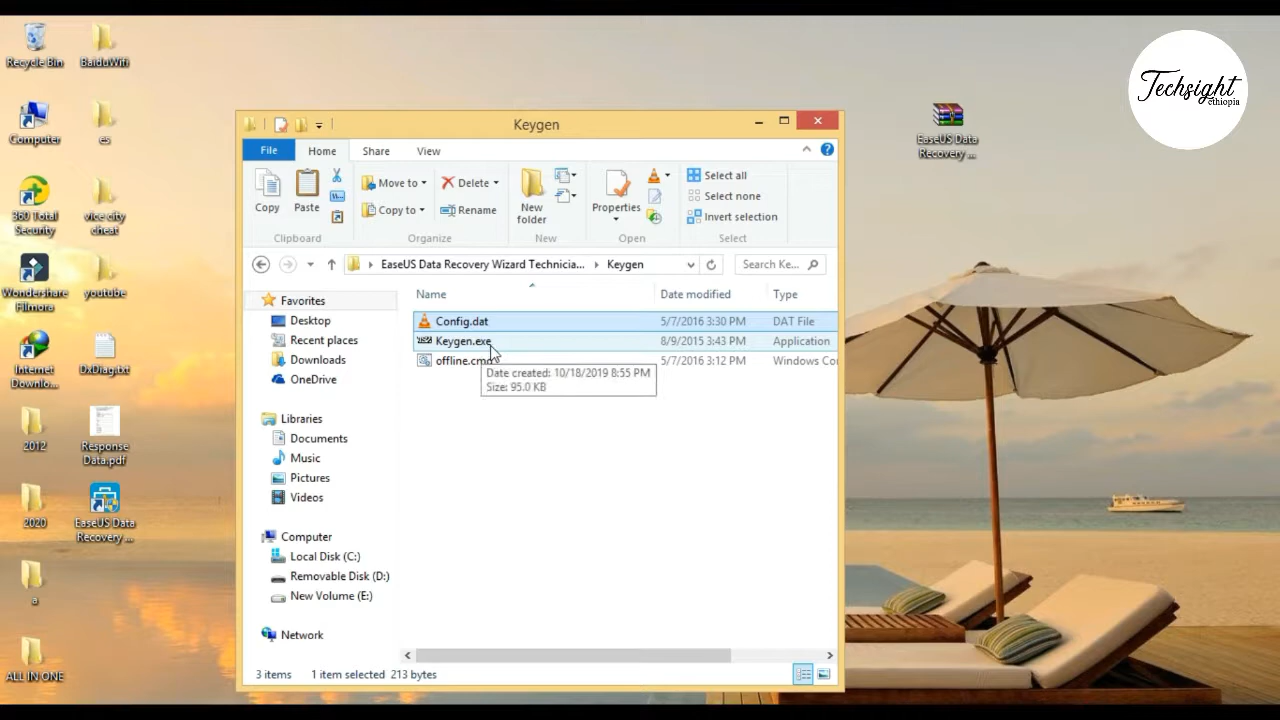 Techsight
ethiopia
Recycle Bin
BaiduWifi
Computer
es
360 Total
Security
vice city
cheat
Wondershare
Filmora
youtube
Internet
Downlo...
DxDiag.txt
2012
Response
Data.pdf
2020
EaseUS Data
Recovery ...
a
ALL IN ONE
EaseUS Data
Recovery ...
Keygen
File
Home
Share
View
Copy
Paste
Move to
Copy to
Delete
Rename
New
folder
Properties
Select all
Select none
Invert selection
Clipboard
Organize
New
Open
Select
EaseUS Data Recovery Wizard Technicia...
Keygen
Search Ke...
Name
Date modified
Type
Favorites
Desktop
Recent places
Downloads
OneDrive
Libraries
Documents
Music
Pictures
Videos
Computer
Local Disk (C:)
Removable Disk (D:)
New Volume (E:)
Network
Config.dat
5/7/2016 3:30 PM
DAT File
Keygen.exe
8/9/2015 3:43 PM
Application
offline.cmd
5/7/2016 3:12 PM
Windows Co
Date created: 10/18/2019 8:55 PM
Size: 95.0 KB
3 items
1 item selected 213 bytes